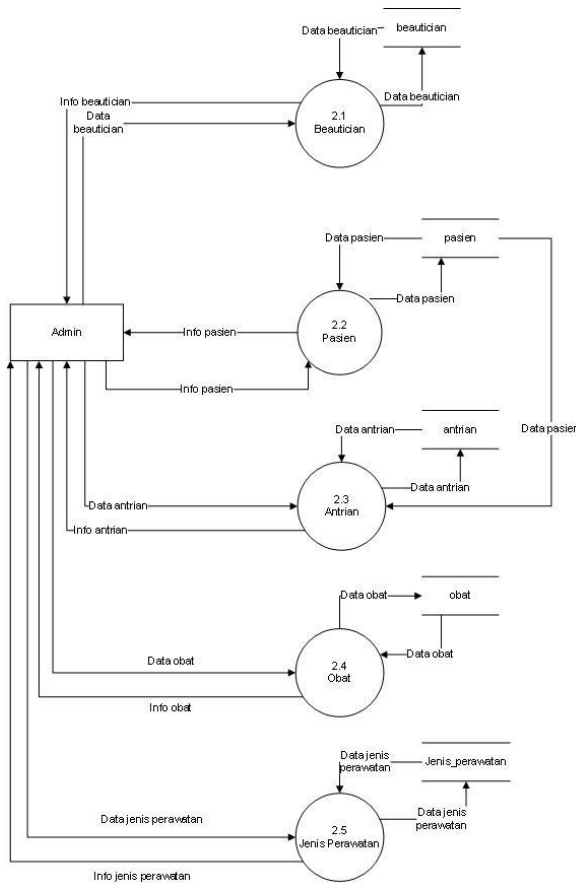 beautician
Data beautician
Data beautician
Info beautician
Data
beautician
2.1
Beautician
pasien
Data pasien
Data pasien
2.2
Pasien
Admin
Info pasien
Info pasien
antrian
Data antrian
Data pasien
Data antrian
2.3
Antrian
Data antrian
Info antrian
obat
Data obat
Data obat
2.4
Obat
Data obat
Info obat
Jenis_perawatan
Data jenis
perawatan
Data jenis
perawatan
2.5
Jenis Perawatan
Data jenis perawatan
Info jenis perawatan